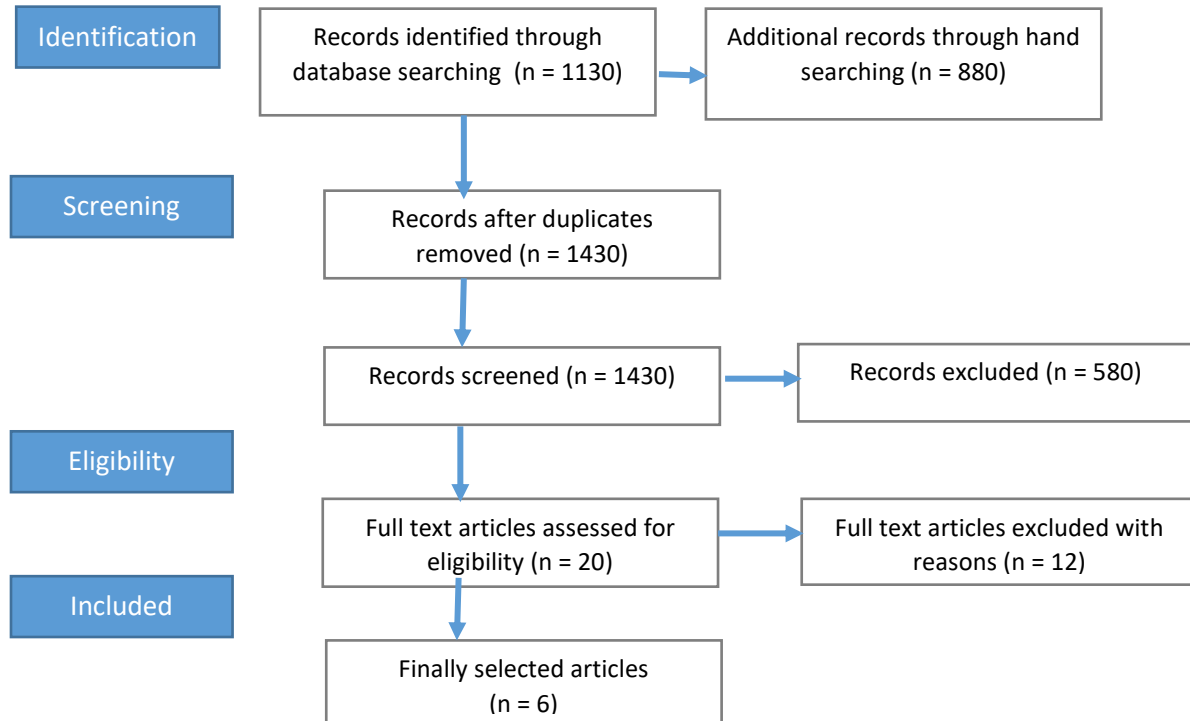 Identification
Records identified through
database searching  (n = 1130)
Additional records through hand
searching (n = 880)
Screening
Records after duplicates
removed (n = 1430)
Records screened (n = 1430)
Records excluded (n = 580)
Eligibility
Full text articles assessed for
eligibility (n = 20)
Full text articles excluded with
reasons (n = 12)
Included
Finally selected articles
(n = 6)